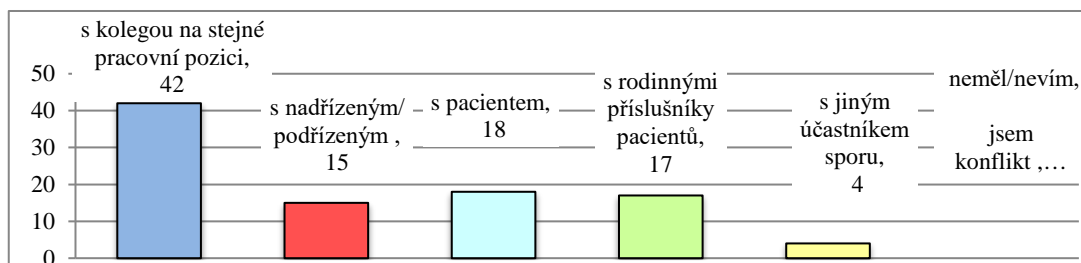 s kolegou na stejné
pracovní pozici,
42
s nadřízeným/
podřízeným ,
15
s pacientem,
18
s rodinnými
příslušníky
pacientů,
17
s jiným
účastníkem
sporu,
4
neměl/nevím,
jsem
konflikt ,…
50
40
30
20
10
0